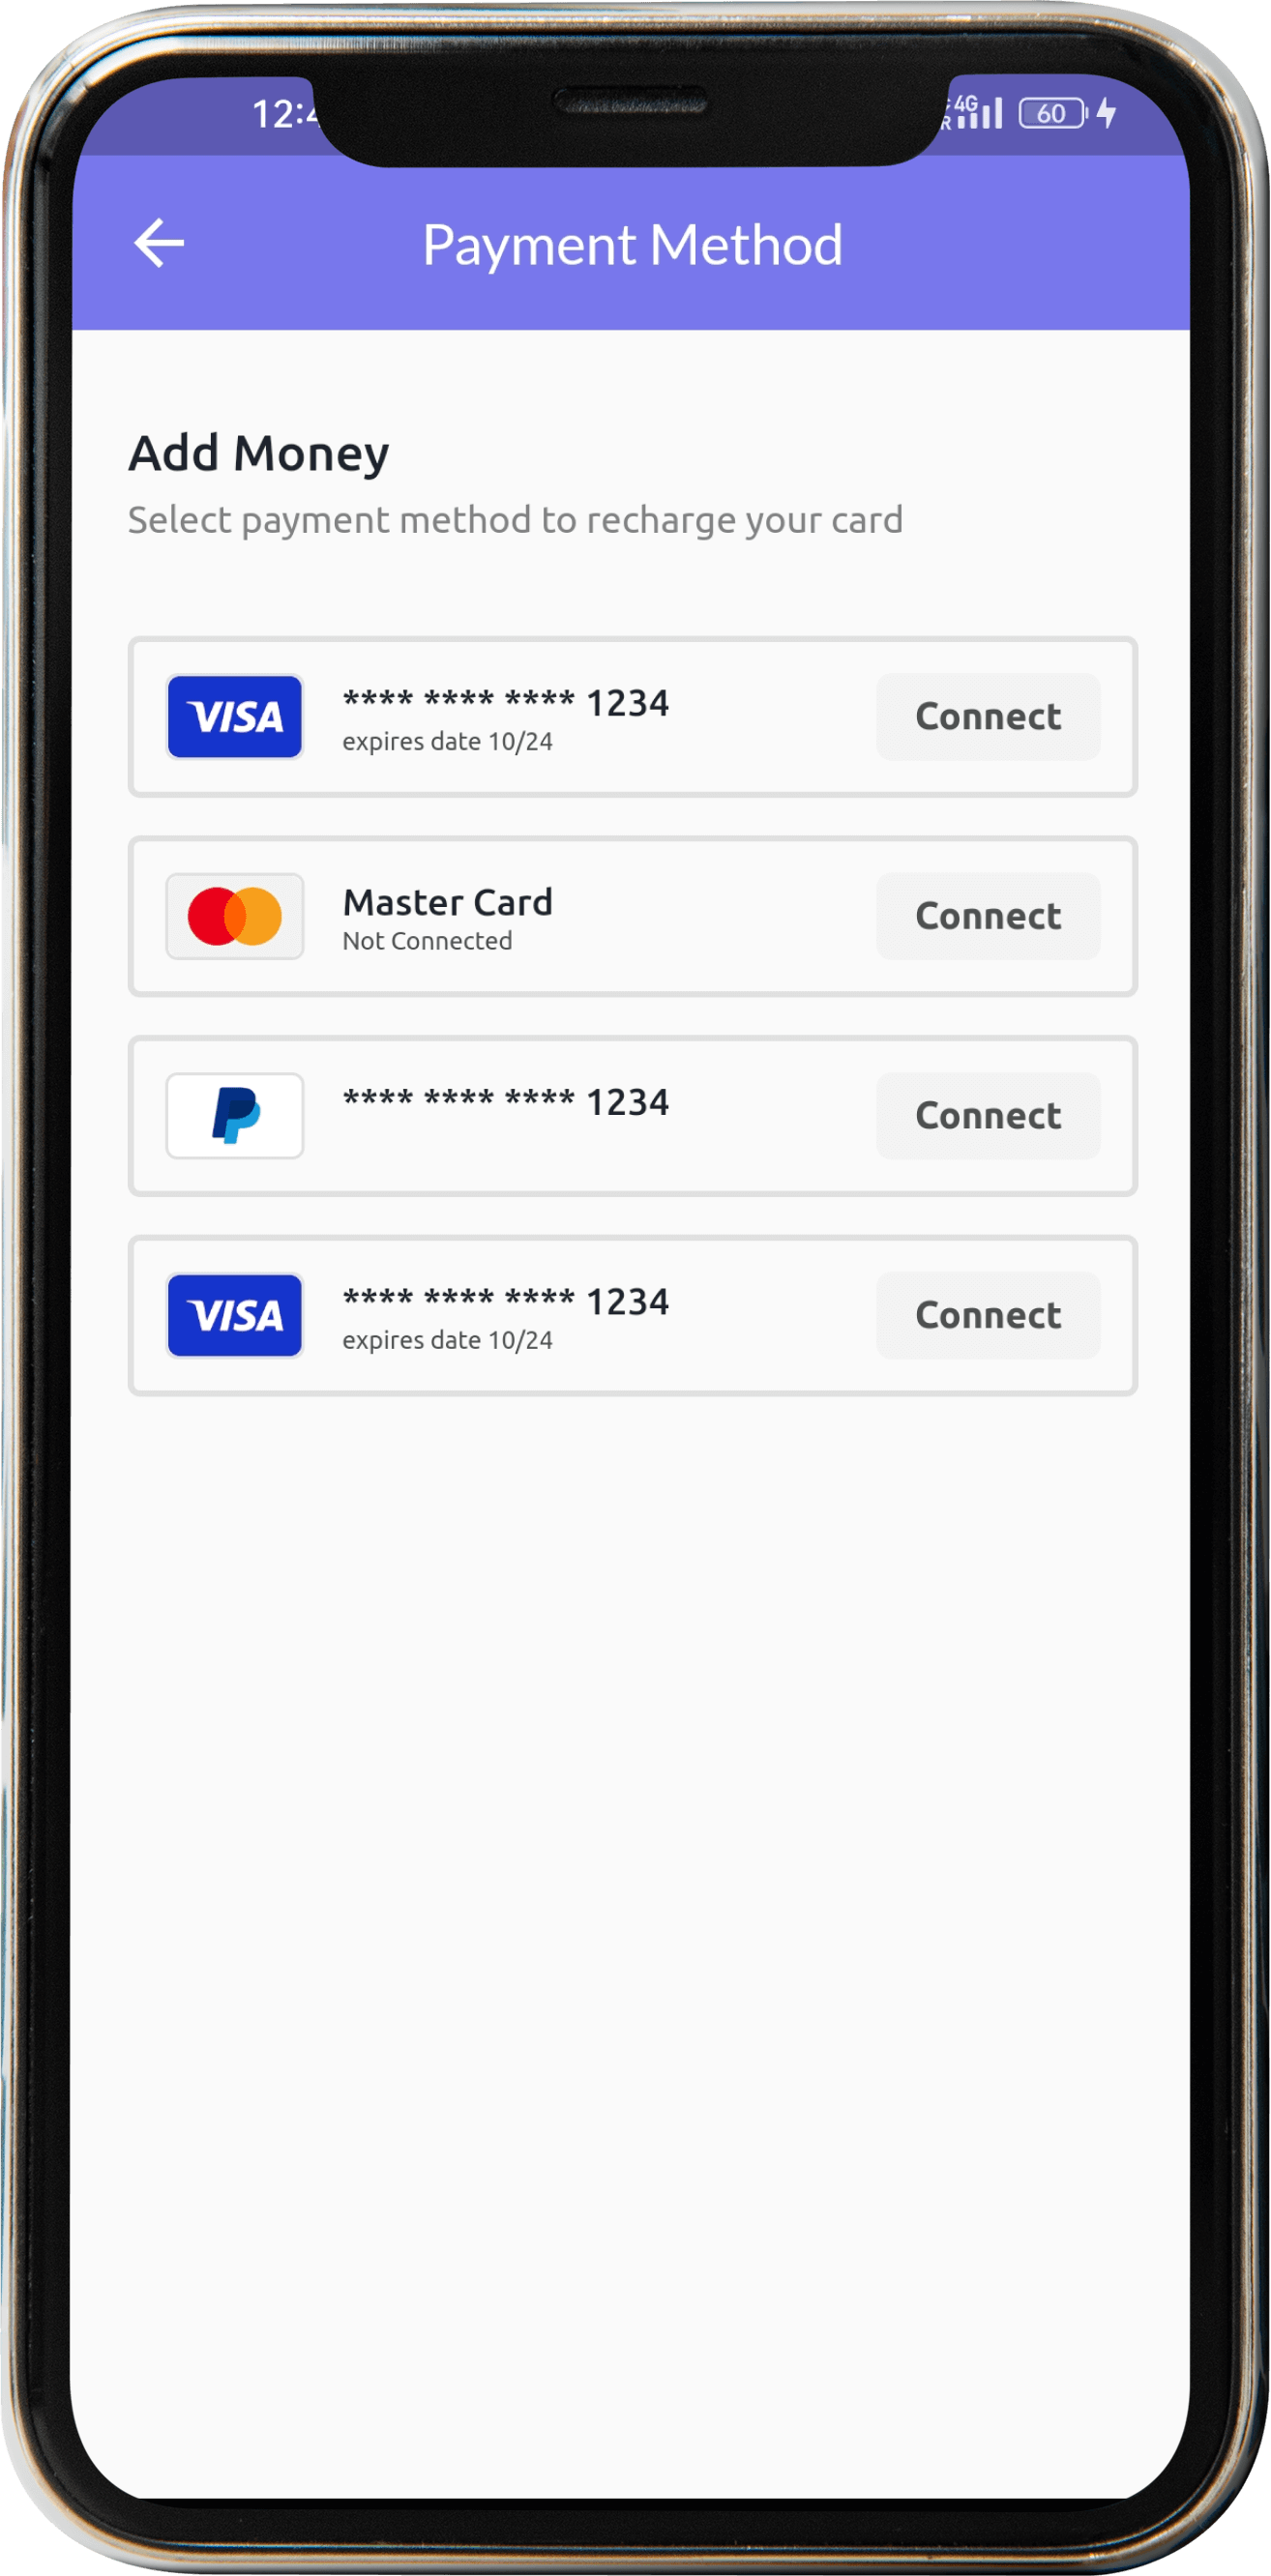 12:4
4G
60
Payment Method
Add Money
Select payment method to recharge your card
VISA
**** **** **** 1234
expires date 10/24
Connect
Master Card
Not Connected
Connect
**** **** **** 1234
Connect
VISA
**** **** **** 1234
expires date 10/24
Connect